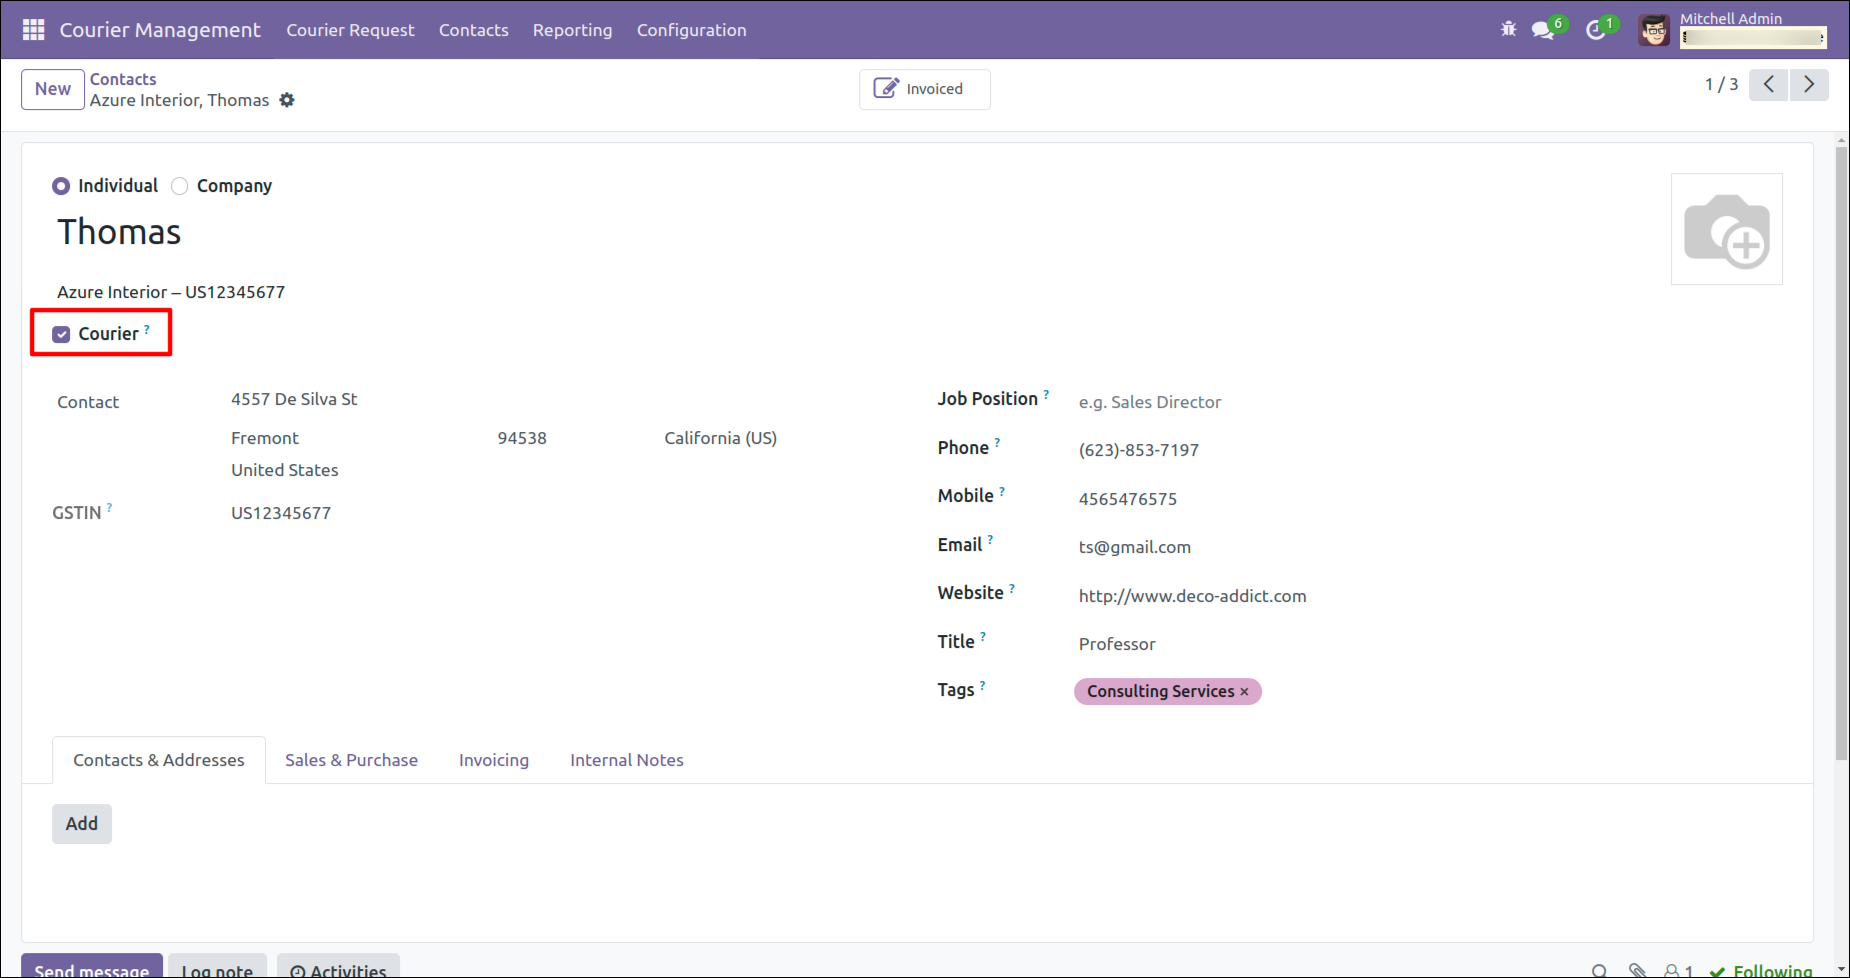 Courier Management Courier Request Contacts Reporting Configuration 6 1 Mitchell Admin
New Contacts
Azure Interior, Thomas
Invoiced
1 / 3
Individual Company
Thomas
Azure Interior – US12345677
Courier ?
Contact 4557 De Silva St
Fremont 94538 California (US)
United States
GSTIN ? US12345677
Job Position ? e.g. Sales Director
Phone ? (623)-853-7197
Mobile ? 4565476575
Email ? ts@gmail.com
Website ? http://www.deco-addict.com
Title ? Professor
Tags ? Consulting Services ×
Contacts & Addresses Sales & Purchase Invoicing Internal Notes
Add
Send message Log note Activities 1 Following